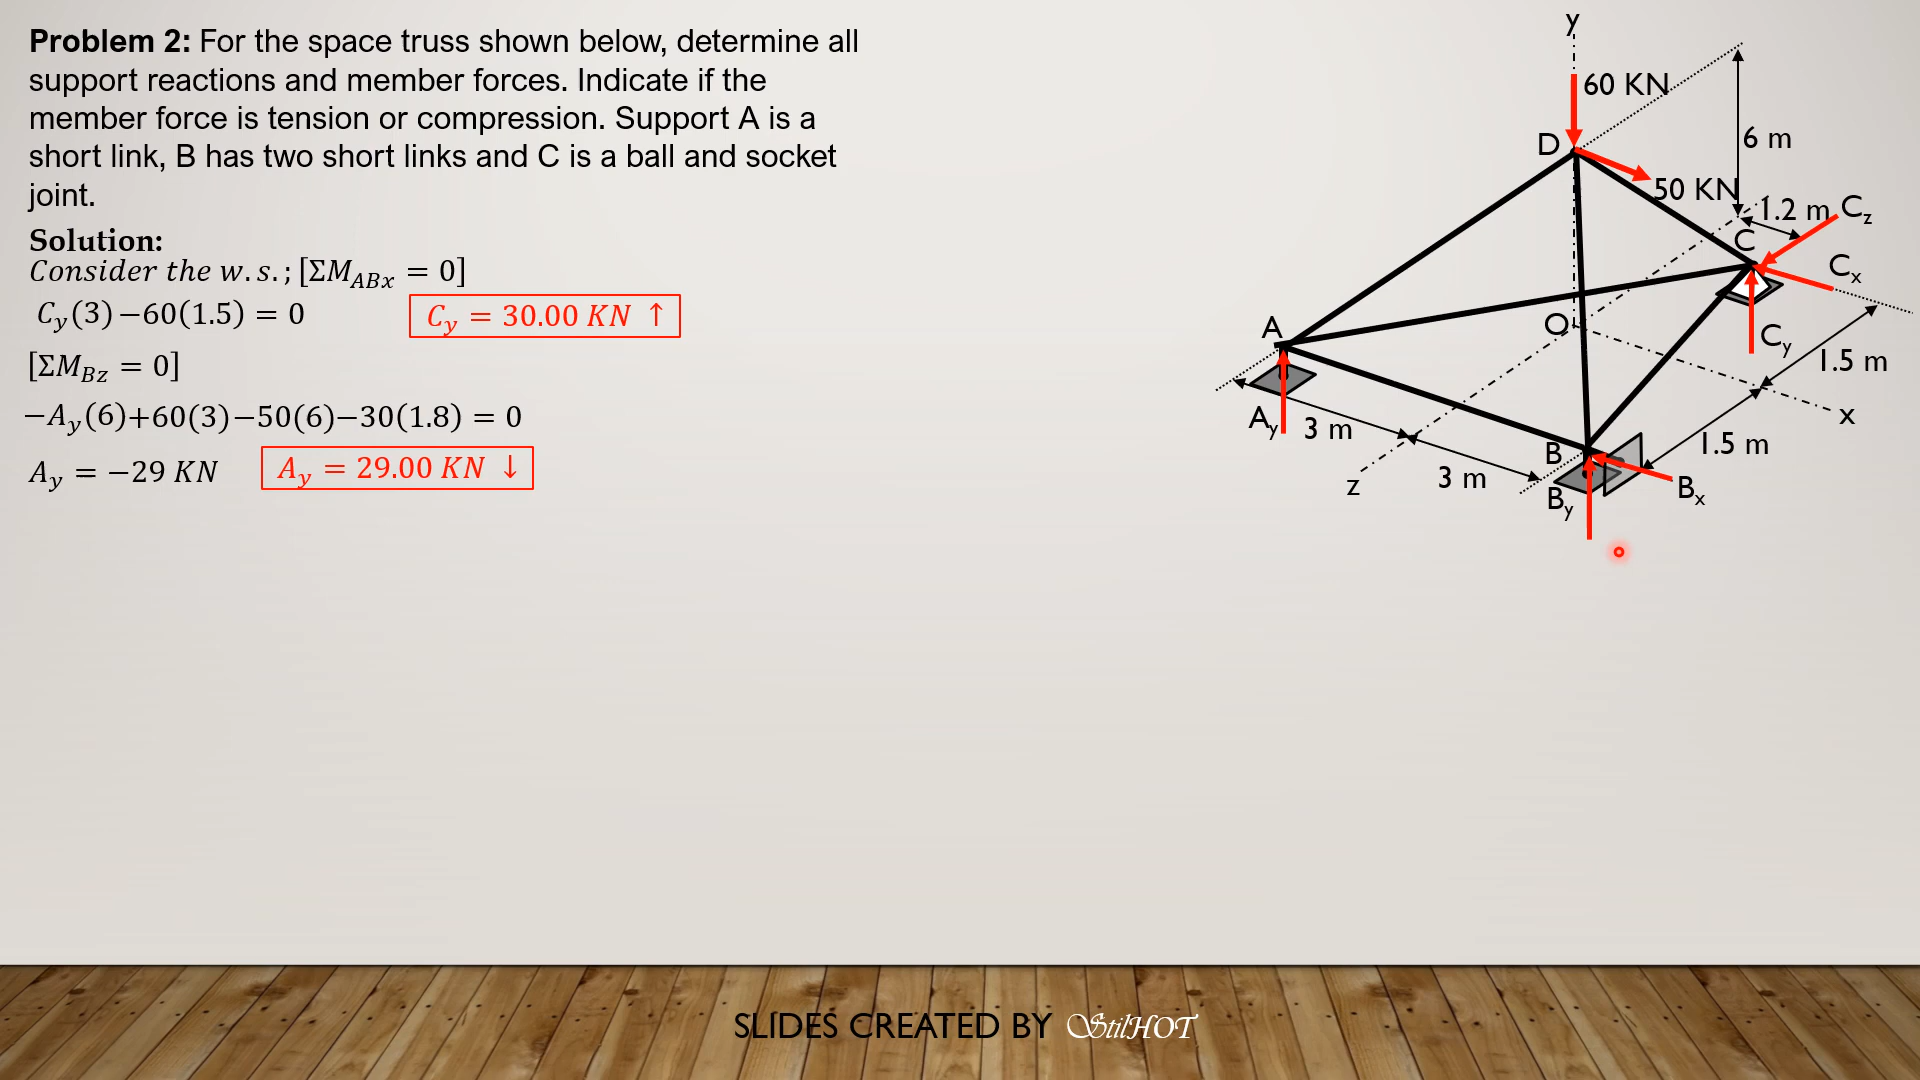 Problem 2: For the space truss shown below, determine all
support reactions and member forces. Indicate if the
member force is tension or compression. Support A is a
short link, B has two short links and C is a ball and socket
joint.
Solution:
Consider the w.s.; [ΣM_ABx = 0]
C_y(3)−60(1.5) = 0
C_y = 30.00 KN ↑
[ΣM_Bz = 0]
−A_y(6)+60(3)−50(6)−30(1.8) = 0
A_y = −29 KN
A_y = 29.00 KN ↓
y
60 KN
D
6 m
50 KN
1.2 m
C_z
C
C_x
A
O
C_y
1.5 m
A_y
3 m
x
B
1.5 m
z
3 m
B_y
B_x
SLIDES CREATED BY StilHOT